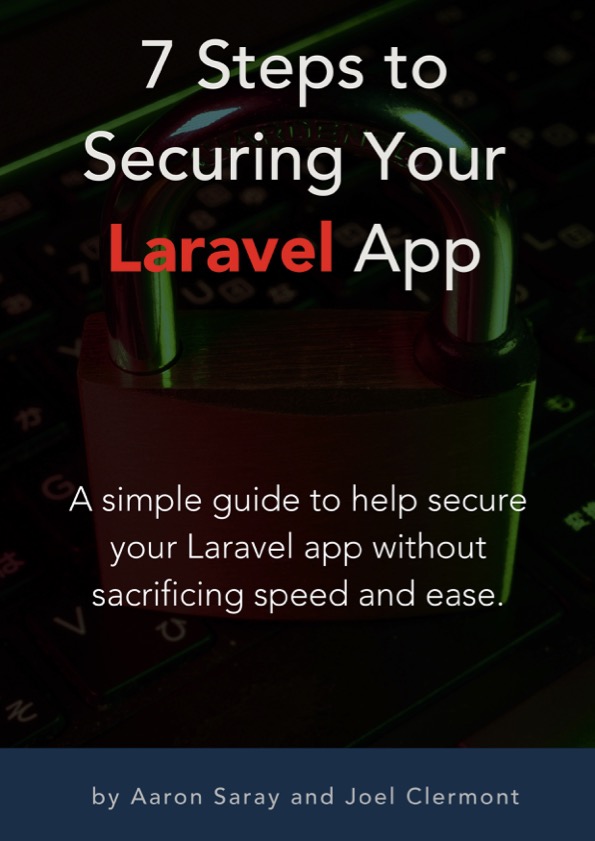 7 Steps to
Securing Your
Laravel App
A simple guide to help secure
your Laravel app without
sacrificing speed and ease.
by Aaron Saray and Joel Clermont